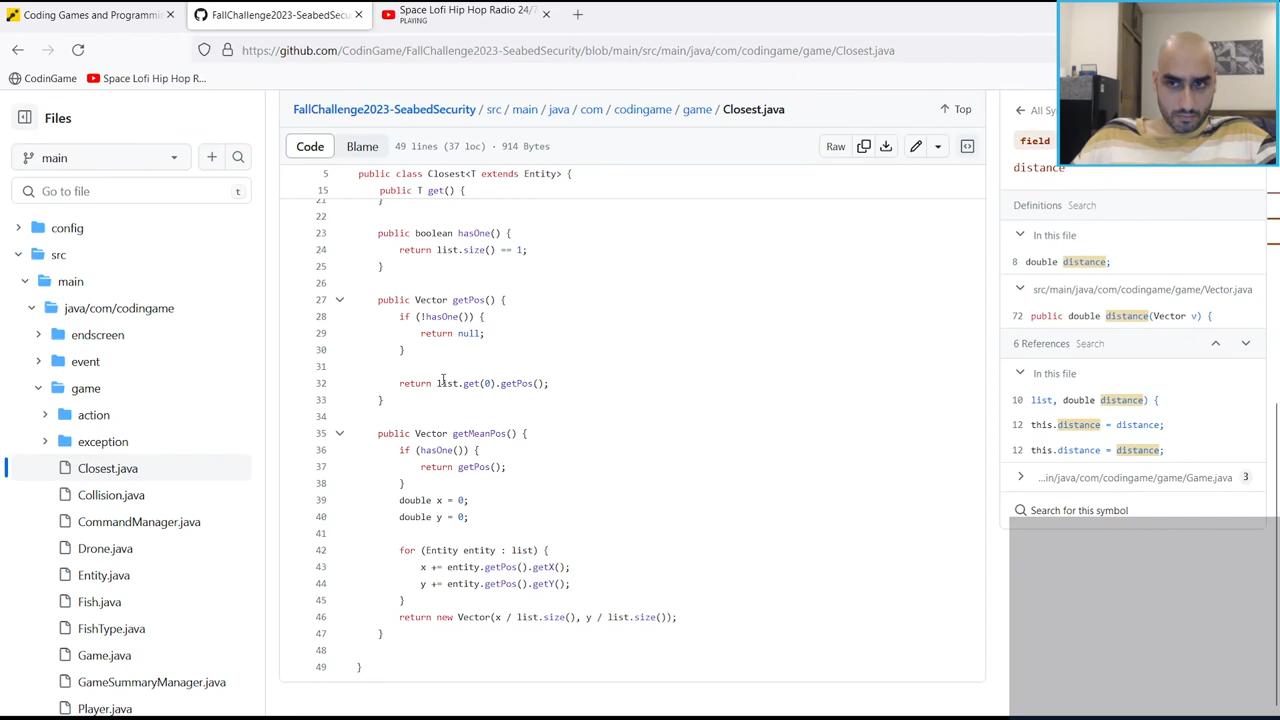 Coding Games and Programmi
FallChallenge2023-SeabedSecu
Space Lofi Hip Hop Radio 24/7
PLAYING
https://github.com/CodinGame/FallChallenge2023-SeabedSecurity/blob/main/src/main/java/com/codingame/game/Closest.java
CodinGame
Space Lofi Hip Hop R...
Files
main
Go to file
t
config
src
main
java/com/codingame
endscreen
event
game
action
exception
Closest.java
Collision.java
CommandManager.java
Drone.java
Entity.java
Fish.java
FishType.java
Game.java
GameSummaryManager.java
Player.java
FallChallenge2023-SeabedSecurity / src / main / java / com / codingame / game / Closest.java
Top
Code
Blame
49 lines (37 loc) · 914 Bytes
Raw
5 public class Closest<T extends Entity> {
15 public T get() {
21 }
22
23 public boolean hasOne() {
24 return list.size() == 1;
25 }
26
27 public Vector getPos() {
28 if (!hasOne()) {
29 return null;
30 }
31
32 return list.get(0).getPos();
33 }
34
35 public Vector getMeanPos() {
36 if (hasOne()) {
37 return getPos();
38 }
39 double x = 0;
40 double y = 0;
41
42 for (Entity entity : list) {
43 x += entity.getPos().getX();
44 y += entity.getPos().getY();
45 }
46 return new Vector(x / list.size(), y / list.size());
47 }
48
49 }
All Sy
field
distance
Definitions Search
In this file
8 double distance;
src/main/java/com/codingame/game/Vector.java
72 public double distance(Vector v) {
6 References Search
In this file
10 list, double distance) {
12 this.distance = distance;
12 this.distance = distance;
...in/java/com/codingame/game/Game.java 3
Search for this symbol